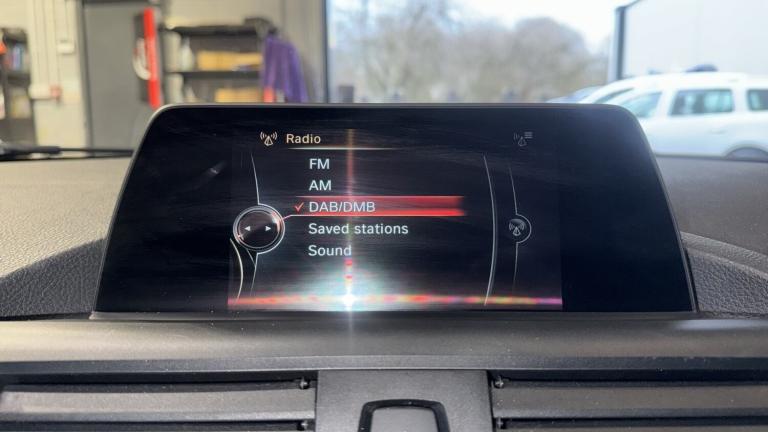 Radio
FM
AM
DAB/DMB
Saved stations
Sound